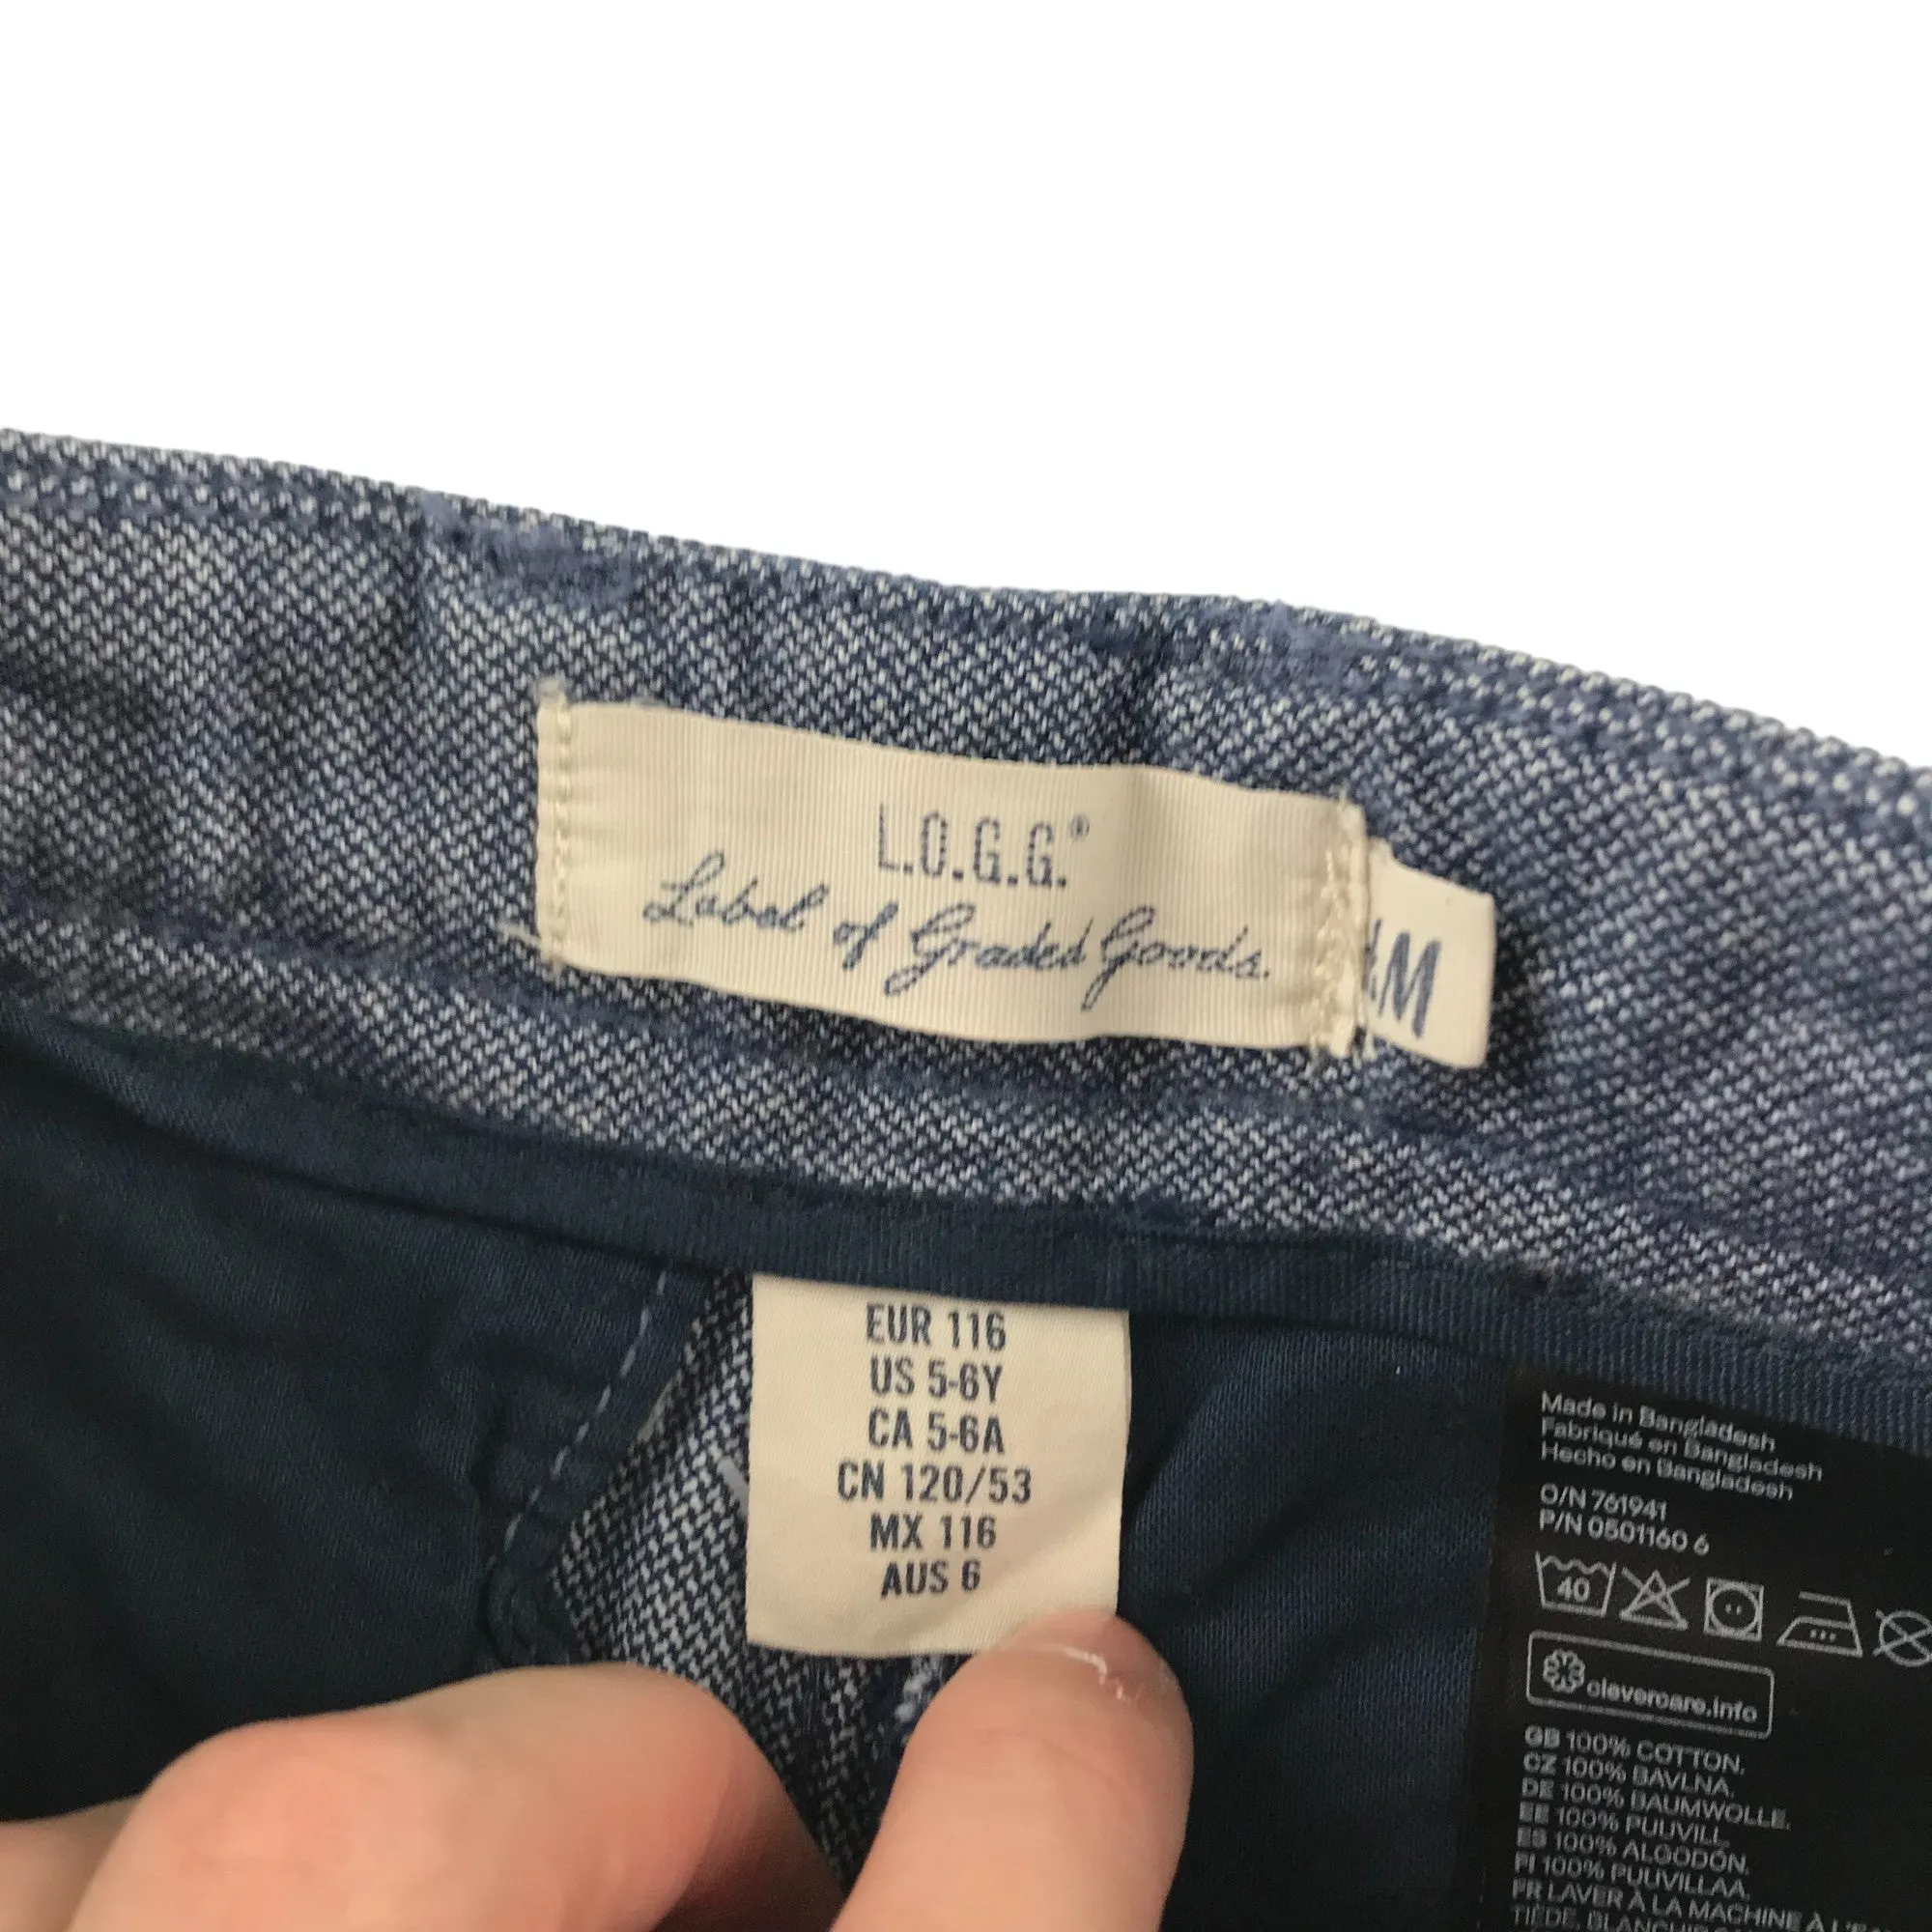 L.O.G.G.®
Label of Graded Goods.
&M
EUR 116
US 5-6Y
CA 5-6A
CN 120/53
MX 116
AUS 6
Made in Bangladesh
Fabriqué en Bangladesh
Hecho en Bangladesh
O/N 761941
P/N 0501160 6
40
clevercare.info
GB 100% COTTON.
CZ 100% BAVLNA.
DE 100% BAUMWOLLE.
EE 100% PUUVILL.
ES 100% ALGODÓN.
FI 100% PUUVILLAA.
FR LAVER À LA MACHINE À
TIÈDE. BLANC